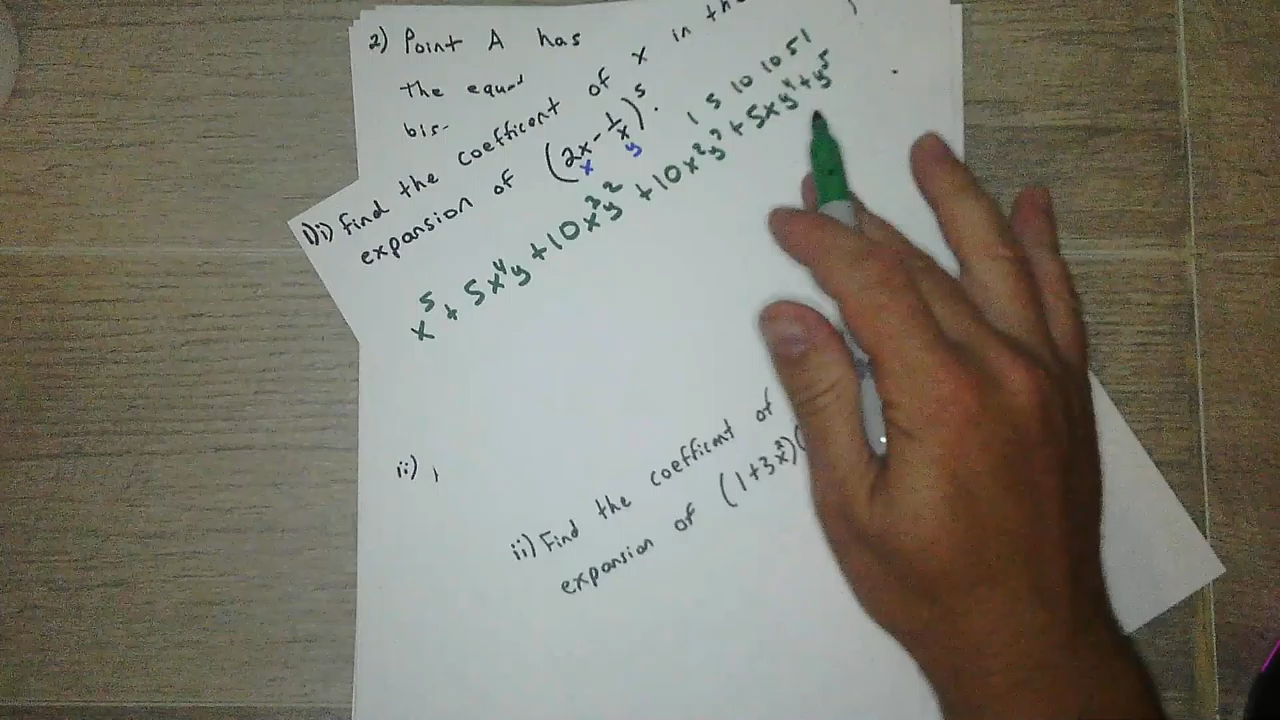 2) Point A has
the equa
bis-
1)i) Find the coefficent of x in the
expansion of (2x - 1/x)^5.
x y
1 5 10 10 5 1
x^5 + 5x^4y + 10x^3y^2 + 10x^2y^3 + 5xy^4 + y^5
ii)
ii) Find the coefficient of
expansion of (1+3x^2)(